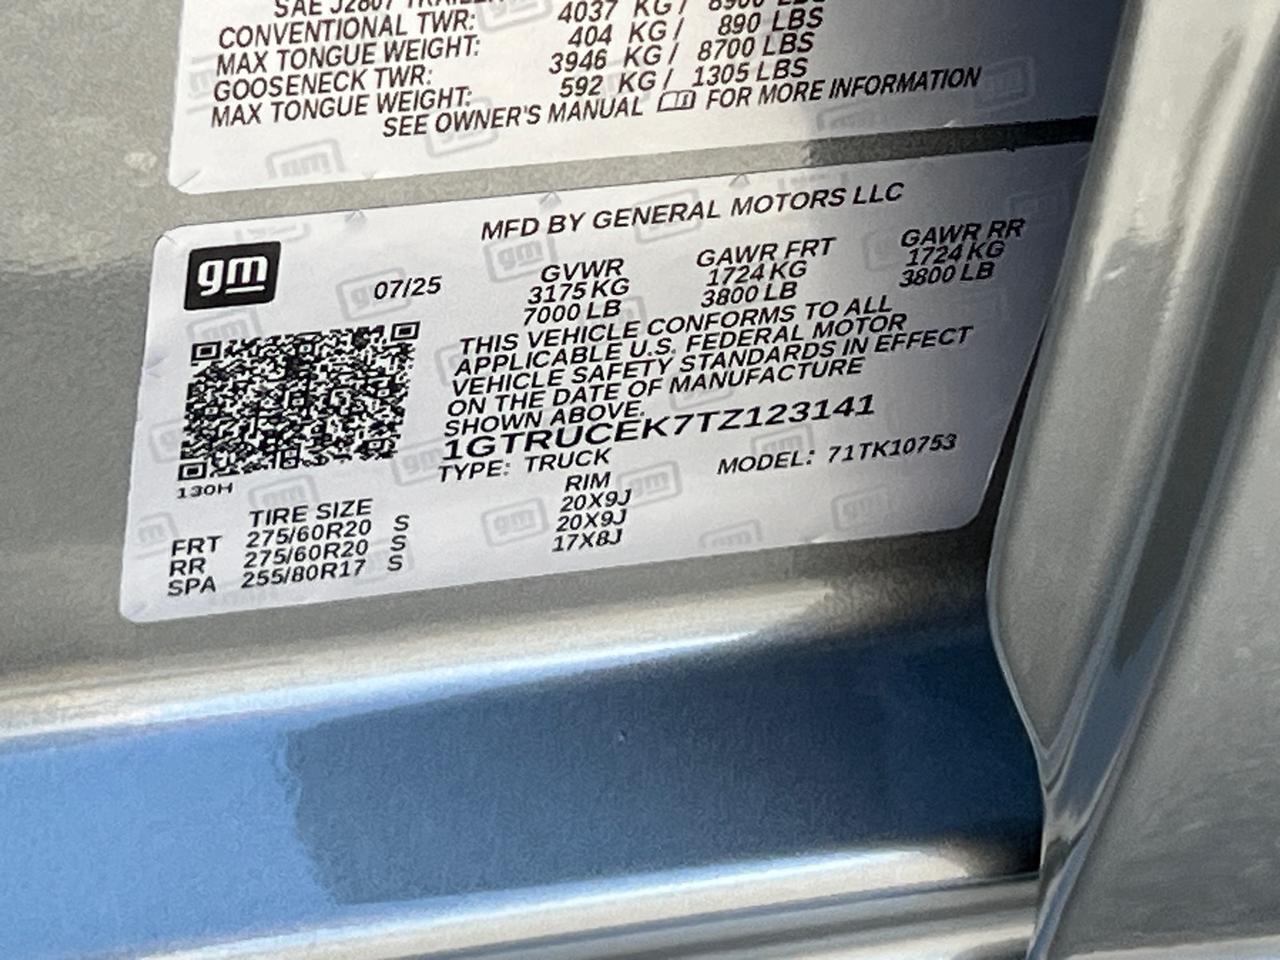 SAE J2807 TRAILER
CONVENTIONAL TWR: 4037 KG / 8900 LBS
MAX TONGUE WEIGHT: 404 KG / 890 LBS
GOOSENECK TWR: 3946 KG / 8700 LBS
MAX TONGUE WEIGHT: 592 KG / 1305 LBS
SEE OWNER'S MANUAL FOR MORE INFORMATION
MFD BY GENERAL MOTORS LLC
gm
07/25
GVWR GAWR FRT GAWR RR
3175 KG 1724 KG 1724 KG
7000 LB 3800 LB 3800 LB
THIS VEHICLE CONFORMS TO ALL
APPLICABLE U.S. FEDERAL MOTOR
VEHICLE SAFETY STANDARDS IN EFFECT
ON THE DATE OF MANUFACTURE
SHOWN ABOVE.
1GTRUCEK7TZ123141
TYPE: TRUCK MODEL: 71TK10753
130H
TIRE SIZE RIM
FRT 275/60R20 S 20X9J
RR 275/60R20 S 20X9J
SPA 255/80R17 S 17X8J